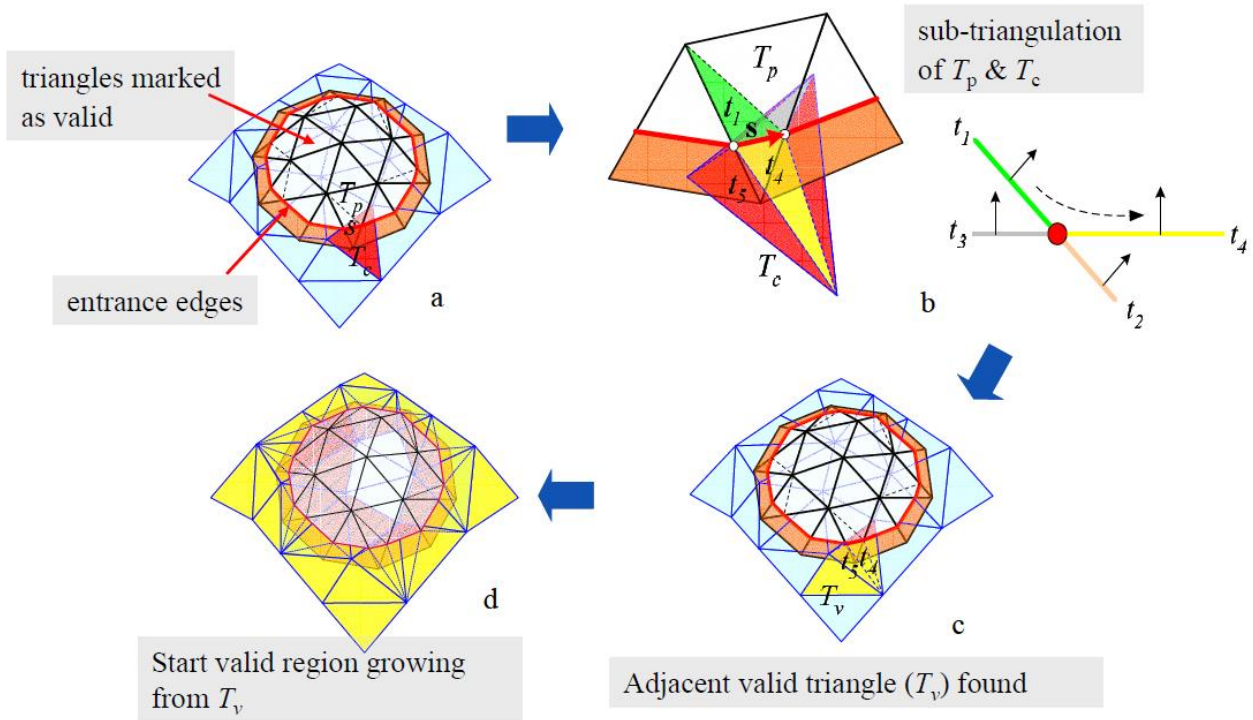 triangles marked
as valid
entrance edges
T_p
s
T_c
a
T_p
t_1
s
t_4
t_5
T_c
b
sub-triangulation
of T_p & T_c
t_1
t_3
t_4
t_2
d
Start valid region growing
from T_v
t_5 t_4
T_v
c
Adjacent valid triangle (T_v) found